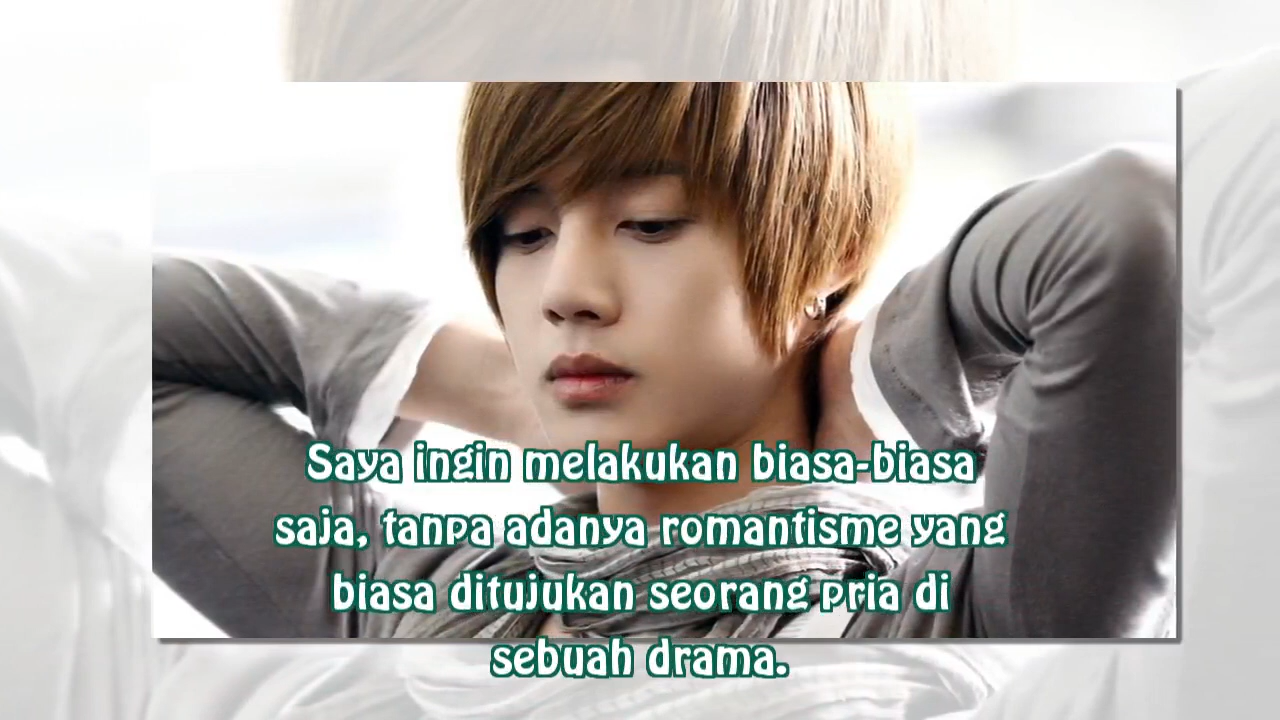 Saya ingin melakukan biasa-biasa
saja, tanpa adanya romantisme yang
biasa ditujukan seorang pria di
sebuah drama.